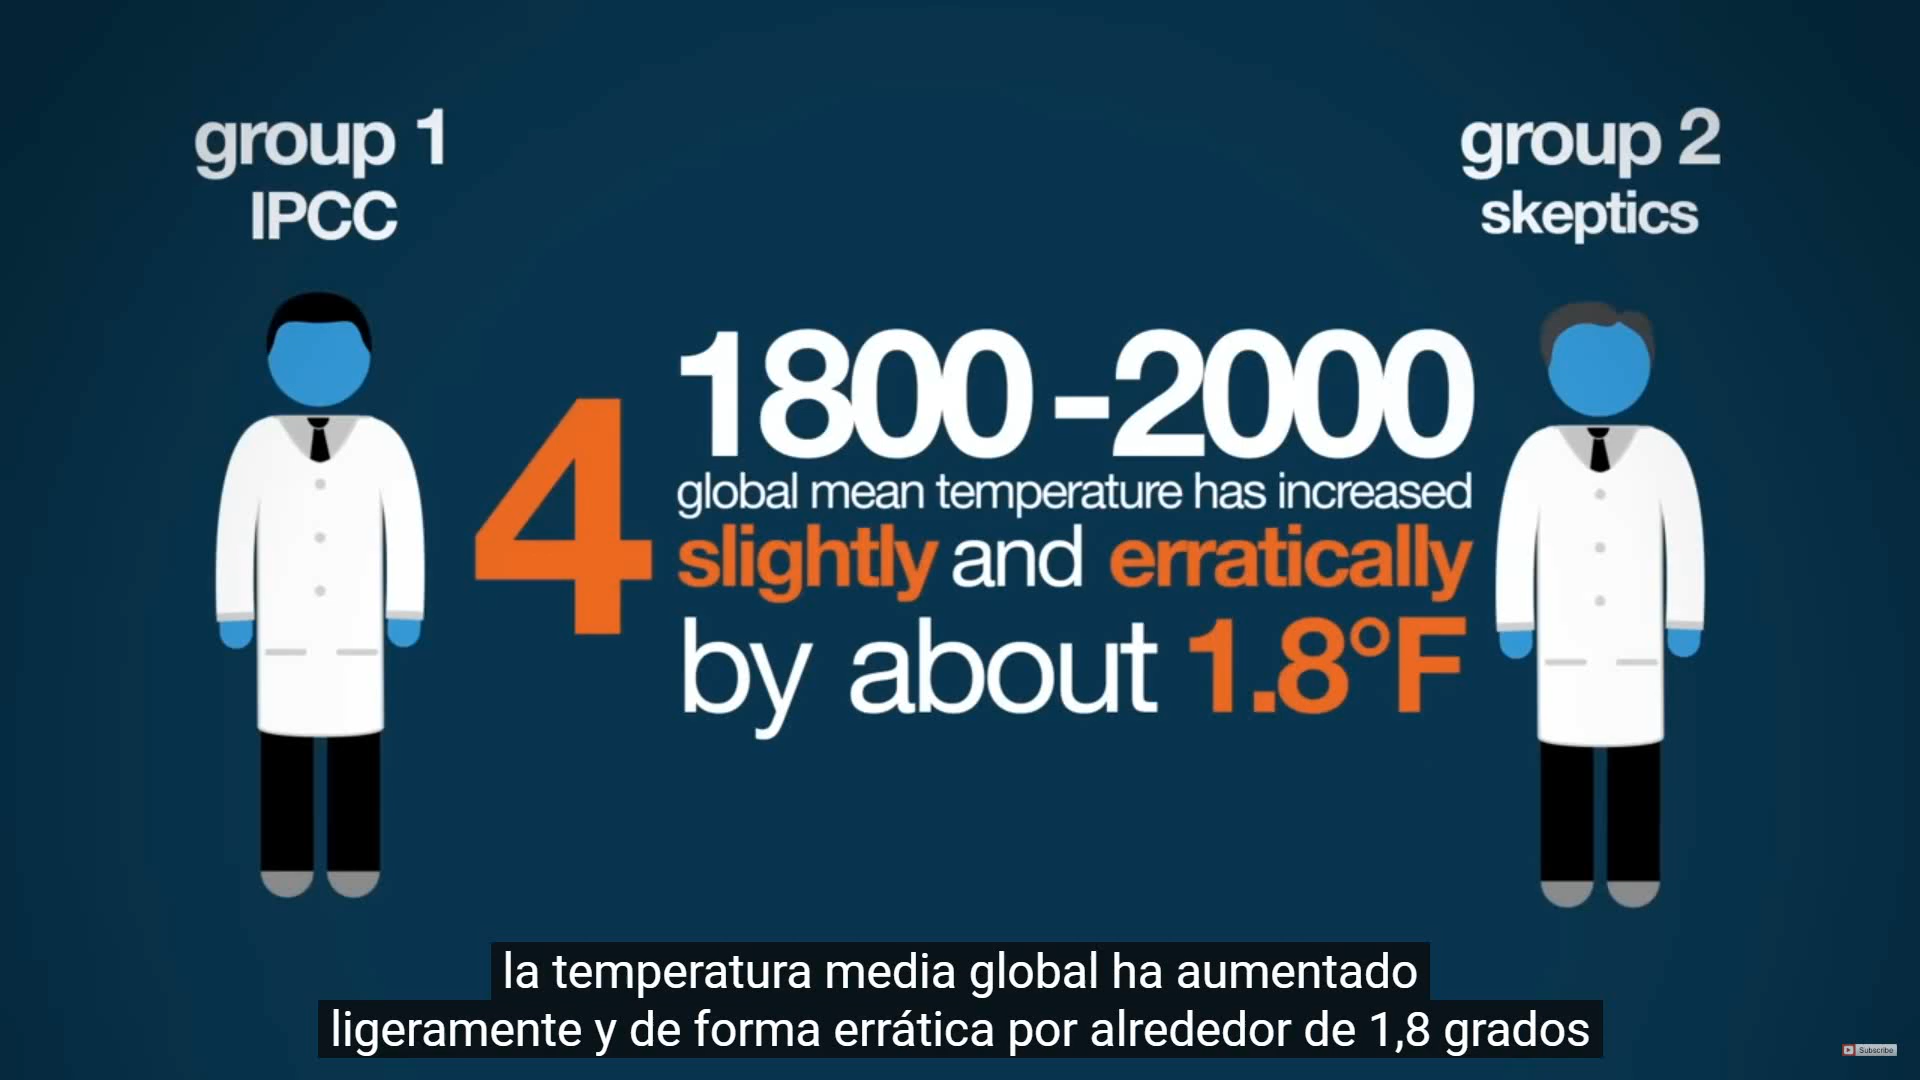 group 1
IPCC
group 2
skeptics
4
1800-2000
global mean temperature has increased
slightly and erratically
by about 1.8°F
la temperatura media global ha aumentado
ligeramente y de forma errática por alrededor de 1,8 grados
Subscribe